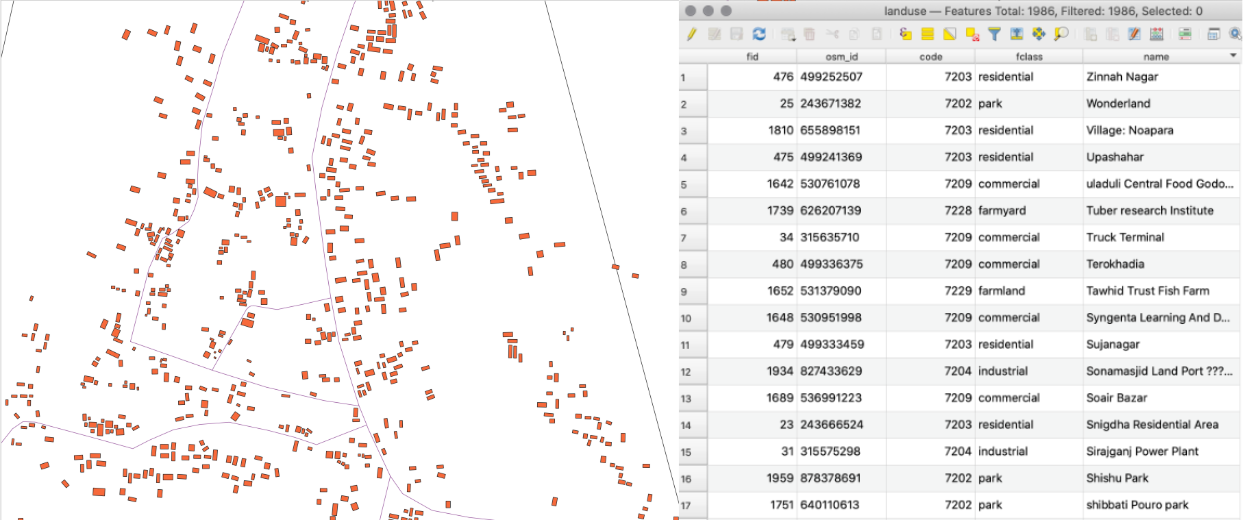 landuse — Features Total: 1986, Filtered: 1986, Selected: 0
fid osm_id code fclass name
1 476 499252507 7203 residential Zinnah Nagar
2 25 243671382 7202 park Wonderland
3 1810 655898151 7203 residential Village: Noapara
4 475 499241369 7203 residential Upashahar
5 1642 530761078 7209 commercial uladuli Central Food Godo...
6 1739 626207139 7228 farmyard Tuber research Institute
7 34 315635710 7209 commercial Truck Terminal
8 480 499336375 7209 commercial Terokhadia
9 1652 531379090 7229 farmland Tawhid Trust Fish Farm
10 1648 530951998 7209 commercial Syngenta Learning And D...
11 479 499333459 7203 residential Sujanagar
12 1934 827433629 7204 industrial Sonamasjid Land Port ???...
13 1689 536991223 7209 commercial Soair Bazar
14 23 243666524 7203 residential Snigdha Residential Area
15 31 315575298 7204 industrial Sirajganj Power Plant
16 1959 878378691 7202 park Shishu Park
17 1751 640110613 7202 park shibbati Pouro park